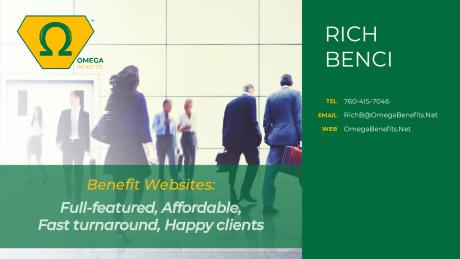 Ω
™
OMEGA
BENEFITS
Benefit Websites:
Full-featured, Affordable,
Fast turnaround, Happy clients
RICH
BENCI
TEL 760-415-7046
EMAIL RichB@OmegaBenefits.Net
WEB OmegaBenefits.Net